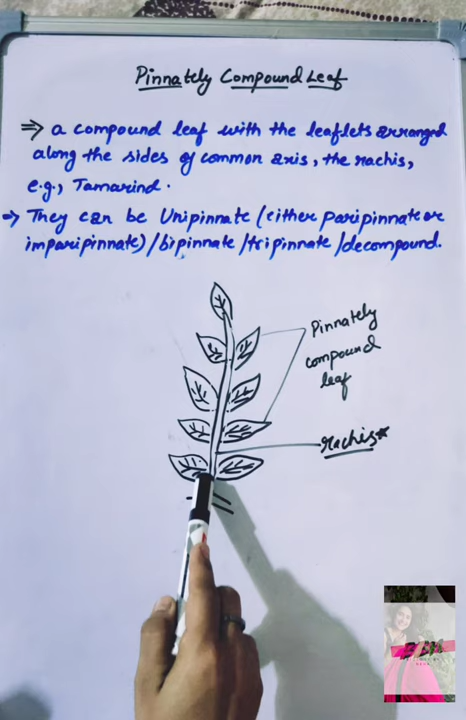 Pinnately Compound Leaf
⇒ a compound leaf with the leaflets arranged
along the sides of common axis, the rachis,
e.g., Tamarind.
⇒ They can be Unipinnate (either paripinnate or
imparipinnate) / bipinnate / tripinnate / decompound.
Pinnately
compound
leaf
rachis*